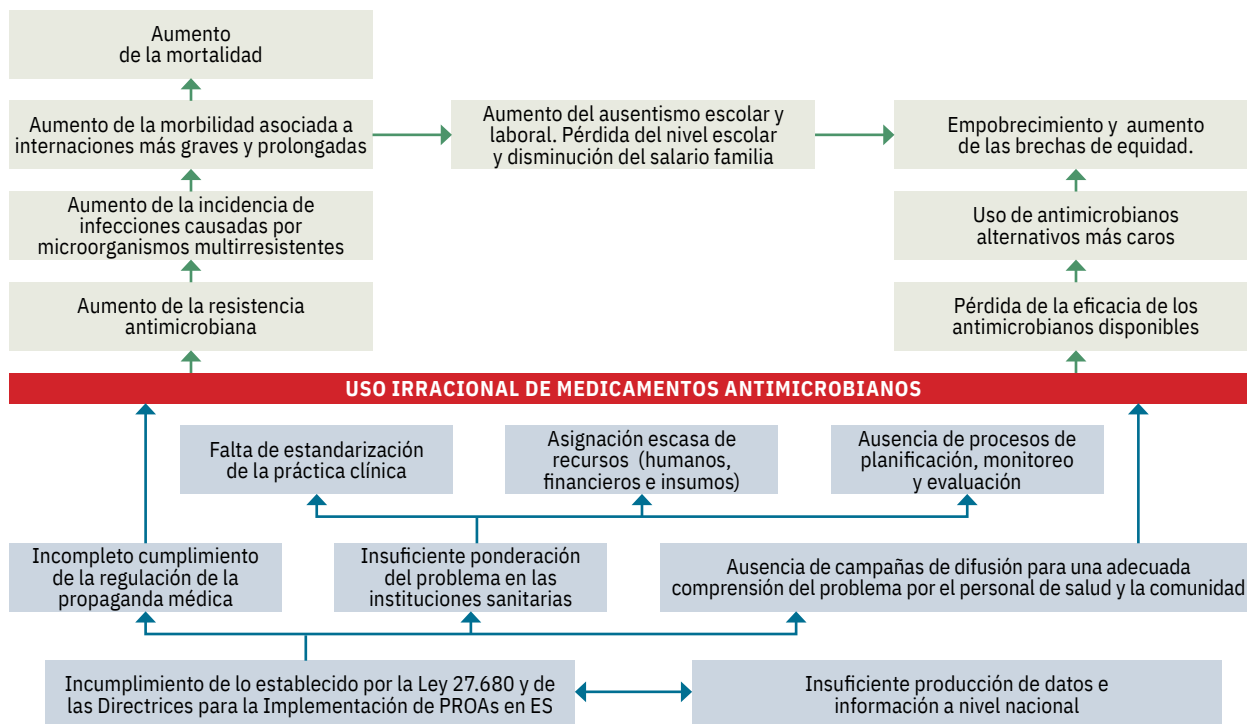 Aumento
de la mortalidad
Aumento de la morbilidad asociada a
internaciones más graves y prolongadas
Aumento del ausentismo escolar y
laboral. Pérdida del nivel escolar
y disminución del salario familia
Empobrecimiento y aumento
de las brechas de equidad.
Aumento de la incidencia de
infecciones causadas por
microorganismos multirresistentes
Uso de antimicrobianos
alternativos más caros
Aumento de la resistencia
antimicrobiana
Pérdida de la eficacia de los
antimicrobianos disponibles
USO IRRACIONAL DE MEDICAMENTOS ANTIMICROBIANOS
Falta de estandarización
de la práctica clínica
Asignación escasa de
recursos (humanos,
financieros e insumos)
Ausencia de procesos de
planificación, monitoreo
y evaluación
Incompleto cumplimiento
de la regulación de la
propaganda médica
Insuficiente ponderación
del problema en las
instituciones sanitarias
Ausencia de campañas de difusión para una adecuada
comprensión del problema por el personal de salud y la comunidad
Incumplimiento de lo establecido por la Ley 27.680 y de
las Directrices para la Implementación de PROAs en ES
Insuficiente producción de datos e
información a nivel nacional